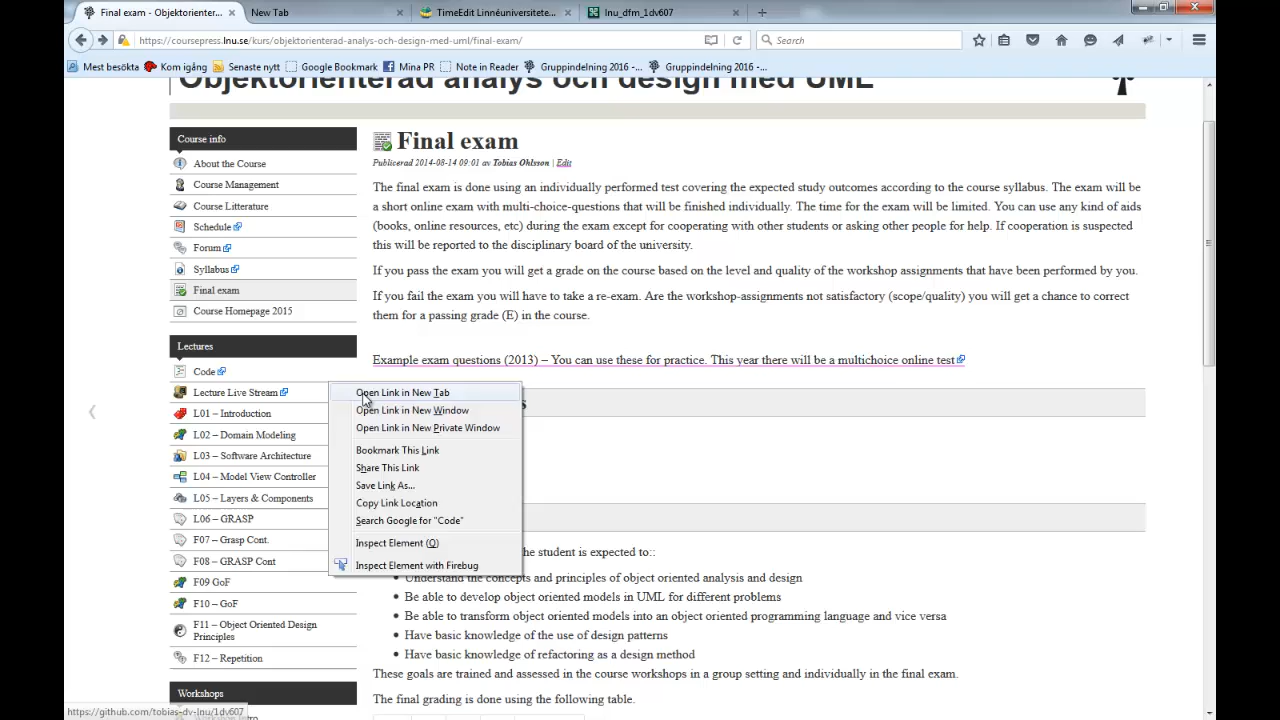 Final exam - Objektorienter...
New Tab
TimeEdit Linnéuniversitete...
lnu_dfm_1dv607
https://coursepress.lnu.se/kurs/objektorienterad-analys-och-design-med-uml/final-exam/
Search
Mest besökta
Kom igång
Senaste nytt
Google Bookmark
Mina PR
Note in Reader
Gruppindelning 2016 -...
Gruppindelning 2016 -...
Objektorienterad analys och design med UML
Course info
About the Course
Course Management
Course Litterature
Schedule
Forum
Syllabus
Final exam
Course Homepage 2015
Lectures
Code
Lecture Live Stream
L01 – Introduction
L02 – Domain Modeling
L03 – Software Architecture
L04 – Model View Controller
L05 – Layers & Components
L06 – GRASP
F07 – Grasp Cont.
F08 – GRASP Cont
F09 GoF
F10 – GoF
F11 – Object Oriented Design
Principles
F12 – Repetition
Workshops
Final exam
Publicerad 2014-08-14 09:01 av Tobias Ohlsson | Edit
The final exam is done using an individually performed test covering the expected study outcomes according to the course syllabus. The exam will be
a short online exam with multi-choice-questions that will be finished individually. The time for the exam will be limited. You can use any kind of aids
(books, online resources, etc) during the exam except for cooperating with other students or asking other people for help. If cooperation is suspected
this will be reported to the disciplinary board of the university.
If you pass the exam you will get a grade on the course based on the level and quality of the workshop assignments that have been performed by you.
If you fail the exam you will have to take a re-exam. Are the workshop-assignments not satisfactory (scope/quality) you will get a chance to correct
them for a passing grade (E) in the course.
Example exam questions (2013) – You can use these for practice. This year there will be a multichoice online test
Open Link in New Tab
Open Link in New Window
Open Link in New Private Window
Bookmark This Link
Share This Link
Save Link As...
Copy Link Location
Search Google for "Code"
Inspect Element (Q)
Inspect Element with Firebug
the student is expected to::
Understand the concepts and principles of object oriented analysis and design
Be able to develop object oriented models in UML for different problems
Be able to transform object oriented models into an object oriented programming language and vice versa
Have basic knowledge of the use of design patterns
Have basic knowledge of refactoring as a design method
These goals are trained and assessed in the course workshops in a group setting and individually in the final exam.
The final grading is done using the following table.
https://github.com/tobias-dv-lnu/1dv607